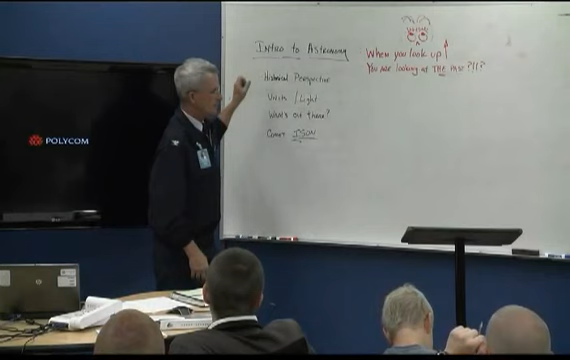 POLYCOM
Intro to Astronomy
Historical Perspective
Units / Light
What's out there?
Comet ISON
When you look up
You are looking at THE PAST?!!?